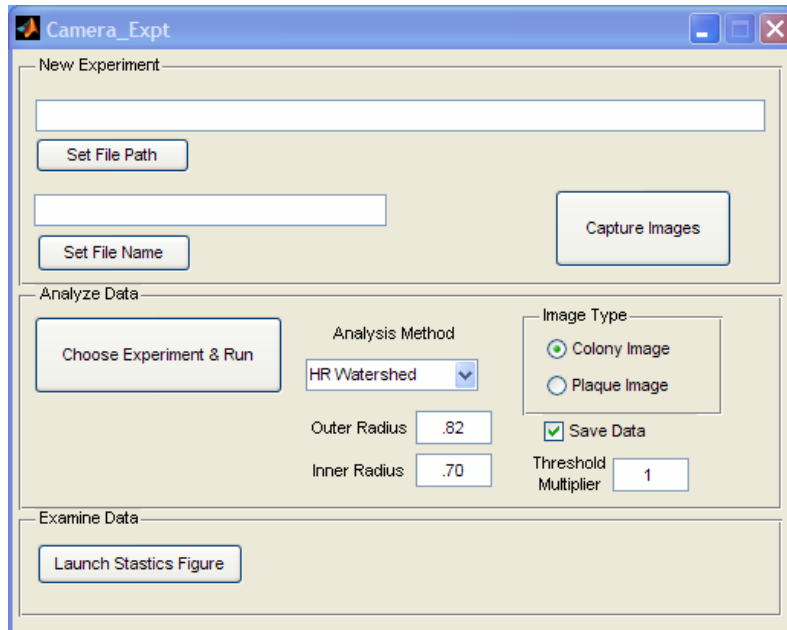 Camera_Expt
New Experiment
Set File Path
Set File Name
Capture Images
Analyze Data
Choose Experiment & Run
Analysis Method
HR Watershed
Outer Radius .82
Inner Radius .70
Image Type
Colony Image
Plaque Image
Save Data
Threshold
Multiplier
1
Examine Data
Launch Stastics Figure